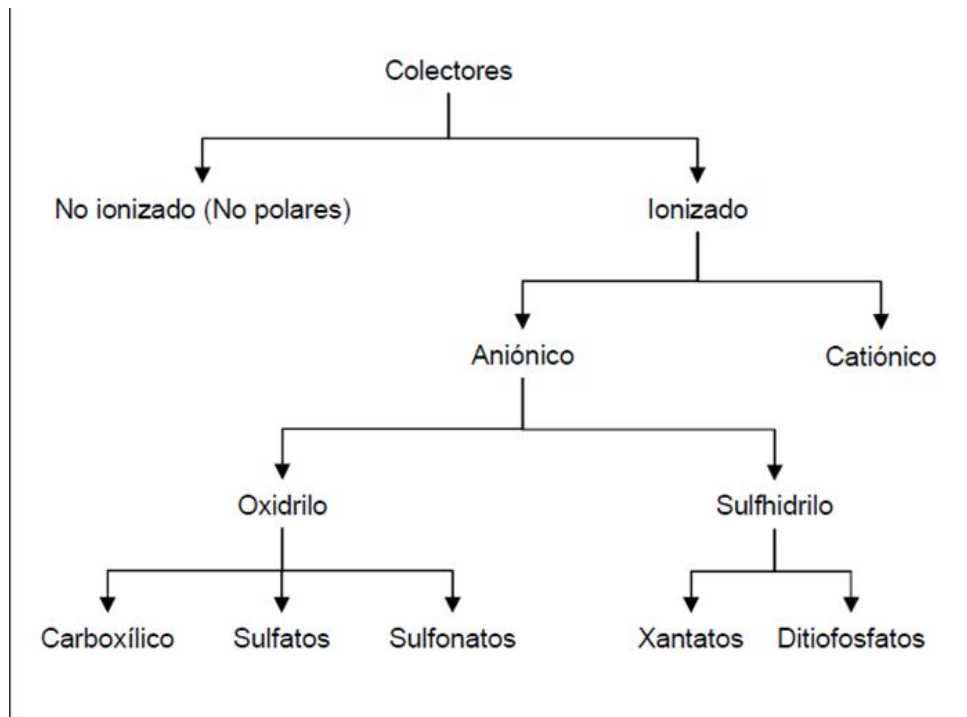 Colectores
No ionizado (No polares)
Ionizado
Aniónico
Catiónico
Oxidrilo
Sulfhidrilo
Carboxílico
Sulfatos
Sulfonatos
Xantatos
Ditiofosfatos